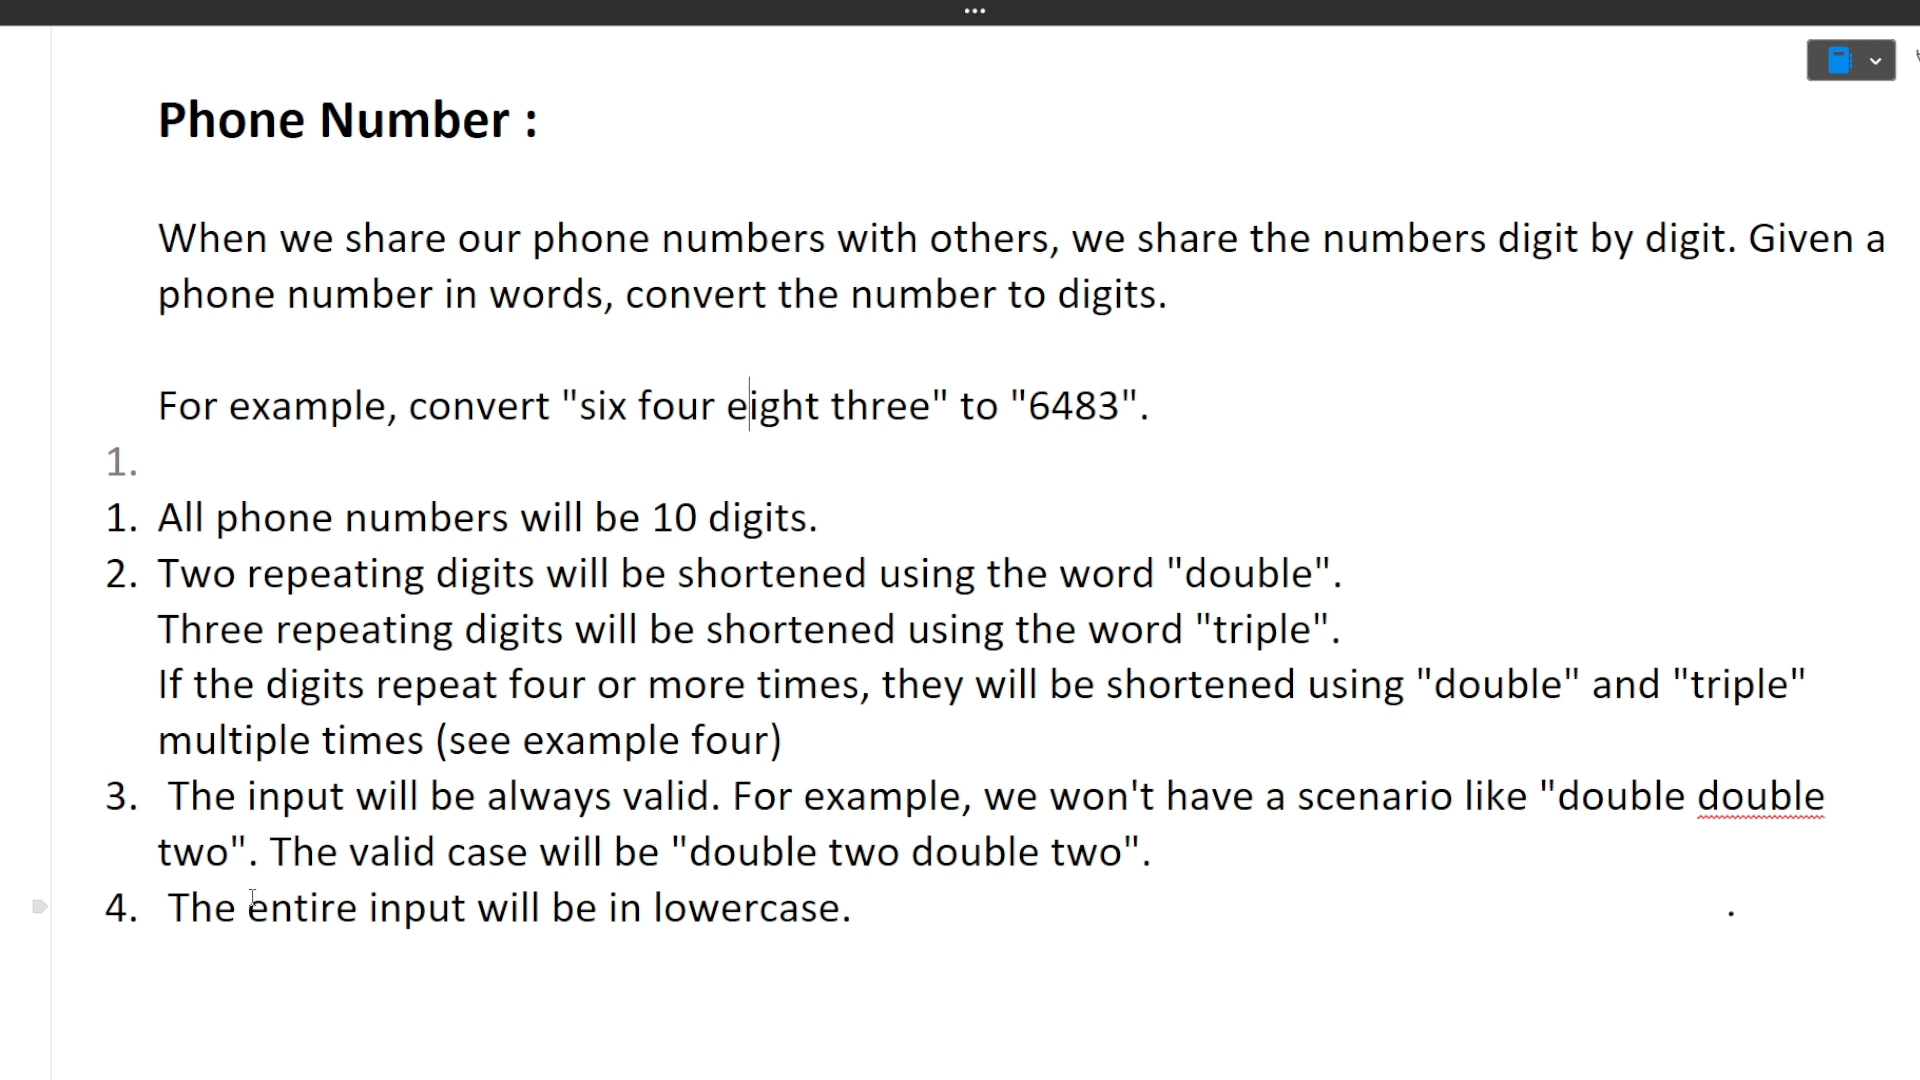 Phone Number :
When we share our phone numbers with others, we share the numbers digit by digit. Given a
phone number in words, convert the number to digits.
For example, convert "six four eight three" to "6483".
1.
1. All phone numbers will be 10 digits.
2. Two repeating digits will be shortened using the word "double".
Three repeating digits will be shortened using the word "triple".
If the digits repeat four or more times, they will be shortened using "double" and "triple"
multiple times (see example four)
3. The input will be always valid. For example, we won't have a scenario like "double double
two". The valid case will be "double two double two".
4. The entire input will be in lowercase.